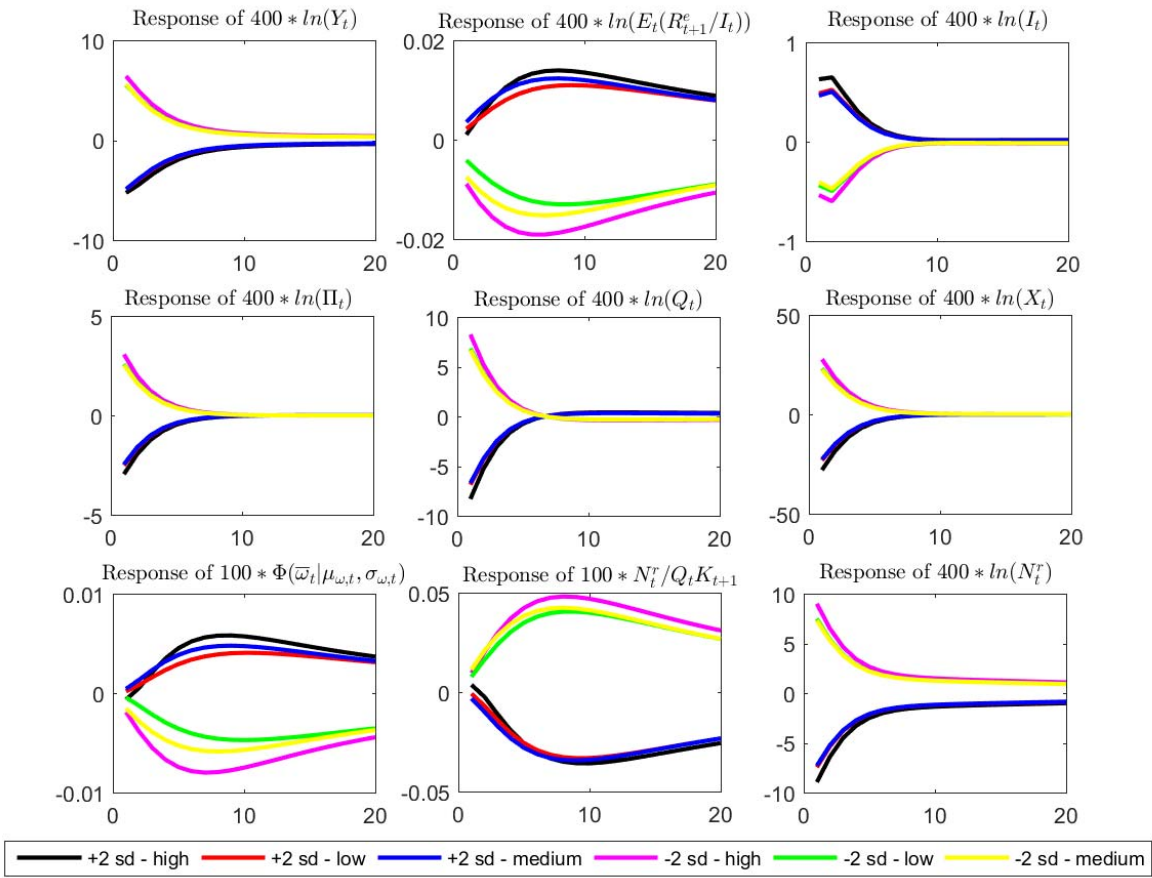 Response of 400 ∗ ln(Y_t)
10
0
-10
0 10 20
Response of 400 ∗ ln(E_t(R^e_{t+1}/I_t))
0.02
0
-0.02
0 10 20
Response of 400 ∗ ln(I_t)
1
0
-1
0 10 20
Response of 400 ∗ ln(Π_t)
5
0
-5
0 10 20
Response of 400 ∗ ln(Q_t)
10
5
0
-5
-10
0 10 20
Response of 400 ∗ ln(X_t)
50
0
-50
0 10 20
Response of 100 ∗ Φ(ω̅_t|μ_{ω,t}, σ_{ω,t})
0.01
0
-0.01
0 10 20
Response of 100 ∗ N^r_t/Q_tK_{t+1}
0.05
0
-0.05
0 10 20
Response of 400 ∗ ln(N^r_t)
10
5
0
-5
-10
0 10 20
+2 sd - high +2 sd - low +2 sd - medium -2 sd - high -2 sd - low -2 sd - medium